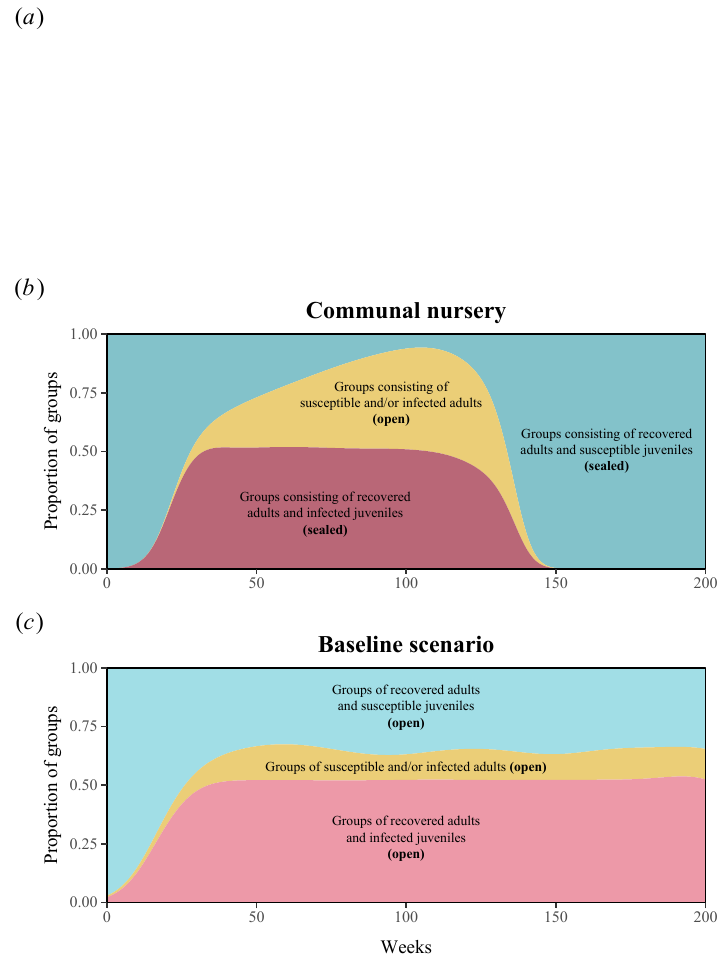 (a)
(b)
Communal nursery
Proportion of groups
1.00
0.75
0.50
0.25
0.00
Groups consisting of
susceptible and/or infected adults
(open)
Groups consisting of recovered
adults and susceptible juveniles
(sealed)
Groups consisting of recovered
adults and infected juveniles
(sealed)
0 50 100 150 200
(c)
Baseline scenario
Proportion of groups
1.00
0.75
0.50
0.25
0.00
Groups of recovered adults
and susceptible juveniles
(open)
Groups of susceptible and/or infected adults (open)
Groups of recovered adults
and infected juveniles
(open)
0 50 100 150 200
Weeks